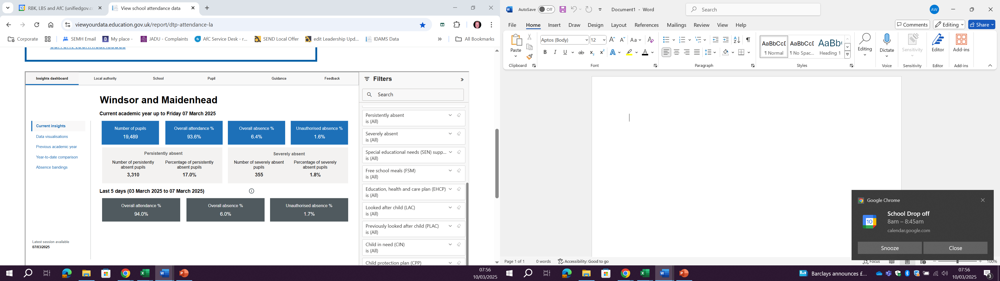 RBK, LBS and AfC (unifiedgov.co
View school attendance data
viewyourdata.education.gov.uk/report/dtp-attendance-la
Corporate
SEMH Email
My place -
JADU - Complaints
AfC Service Desk - r...
SEND Local Offer
edit Leadership Upd...
IDAMS Data
All Bookmarks
current technical issues
Insights dashboard
Local authority
School
Pupil
Guidance
Feedback
Windsor and Maidenhead
Current academic year up to Friday 07 March 2025
Current insights
Data visualisations
Previous academic year
Year-to-date comparison
Absence bandings
Number of pupils
19,489
Overall attendance %
93.6%
Overall absence %
6.4%
Unauthorised absence %
1.6%
Persistently absent
Number of persistently
absent pupils
3,310
Percentage of persistently
absent pupils
17.0%
Severely absent
Number of severely absent
pupils
355
Percentage of severely
absent pupils
1.8%
Last 5 days (03 March 2025 to 07 March 2025)
Overall attendance %
94.0%
Overall absence %
6.0%
Unauthorised absence %
1.7%
Latest session available
07/03/2025
Filters
Search
Persistently absent
is (All)
Severely absent
is (All)
Special educational needs (SEN) supp...
is (All)
Free school meals (FSM)
is (All)
Education, health and care plan (EHCP)
is (All)
Looked after child (LAC)
is (All)
Previously looked after child (PLAC)
is (All)
Child in need (CIN)
is (All)
Child protection plan (CPP)
07:56
10/03/2025
AutoSave
Off
Document1 - Word
Search
AW
File
Home
Insert
Draw
Design
Layout
References
Mailings
Review
View
Help
Comments
Editing
Share
Paste
Clipboard
Aptos (Body)
12
Font
Paragraph
AaBbCcD
¶ Normal
AaBbCcD
¶ No Spac...
AaBb(
Heading 1
Styles
Editing
Dictate
Voice
Sensitivity
Sensitivity
Editor
Editor
Add-ins
Add-ins
Google Chrome
School Drop off
8am – 8:45am
calendar.google.com
10
Snooze
Close
Page 1 of 1
0 words
Accessibility: Good to go
Focus
100%
Barclays announces £...
07:56
10/03/2025
3